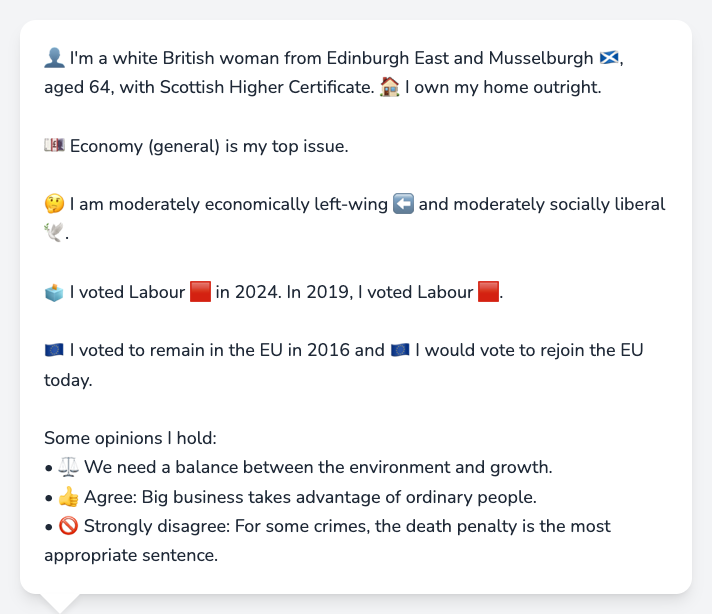 👤 I'm a white British woman from Edinburgh East and Musselburgh 🏴󠁧󠁢󠁳󠁣󠁴󠁿,
aged 64, with Scottish Higher Certificate. 🏠 I own my home outright.
💷 Economy (general) is my top issue.
🤔 I am moderately economically left-wing ⬅️ and moderately socially liberal
🕊️.
🗳️ I voted Labour 🟥 in 2024. In 2019, I voted Labour 🟥.
🇪🇺 I voted to remain in the EU in 2016 and 🇪🇺 I would vote to rejoin the EU
today.
Some opinions I hold:
• ⚖️ We need a balance between the environment and growth.
• 👍 Agree: Big business takes advantage of ordinary people.
• 🚫 Strongly disagree: For some crimes, the death penalty is the most
appropriate sentence.